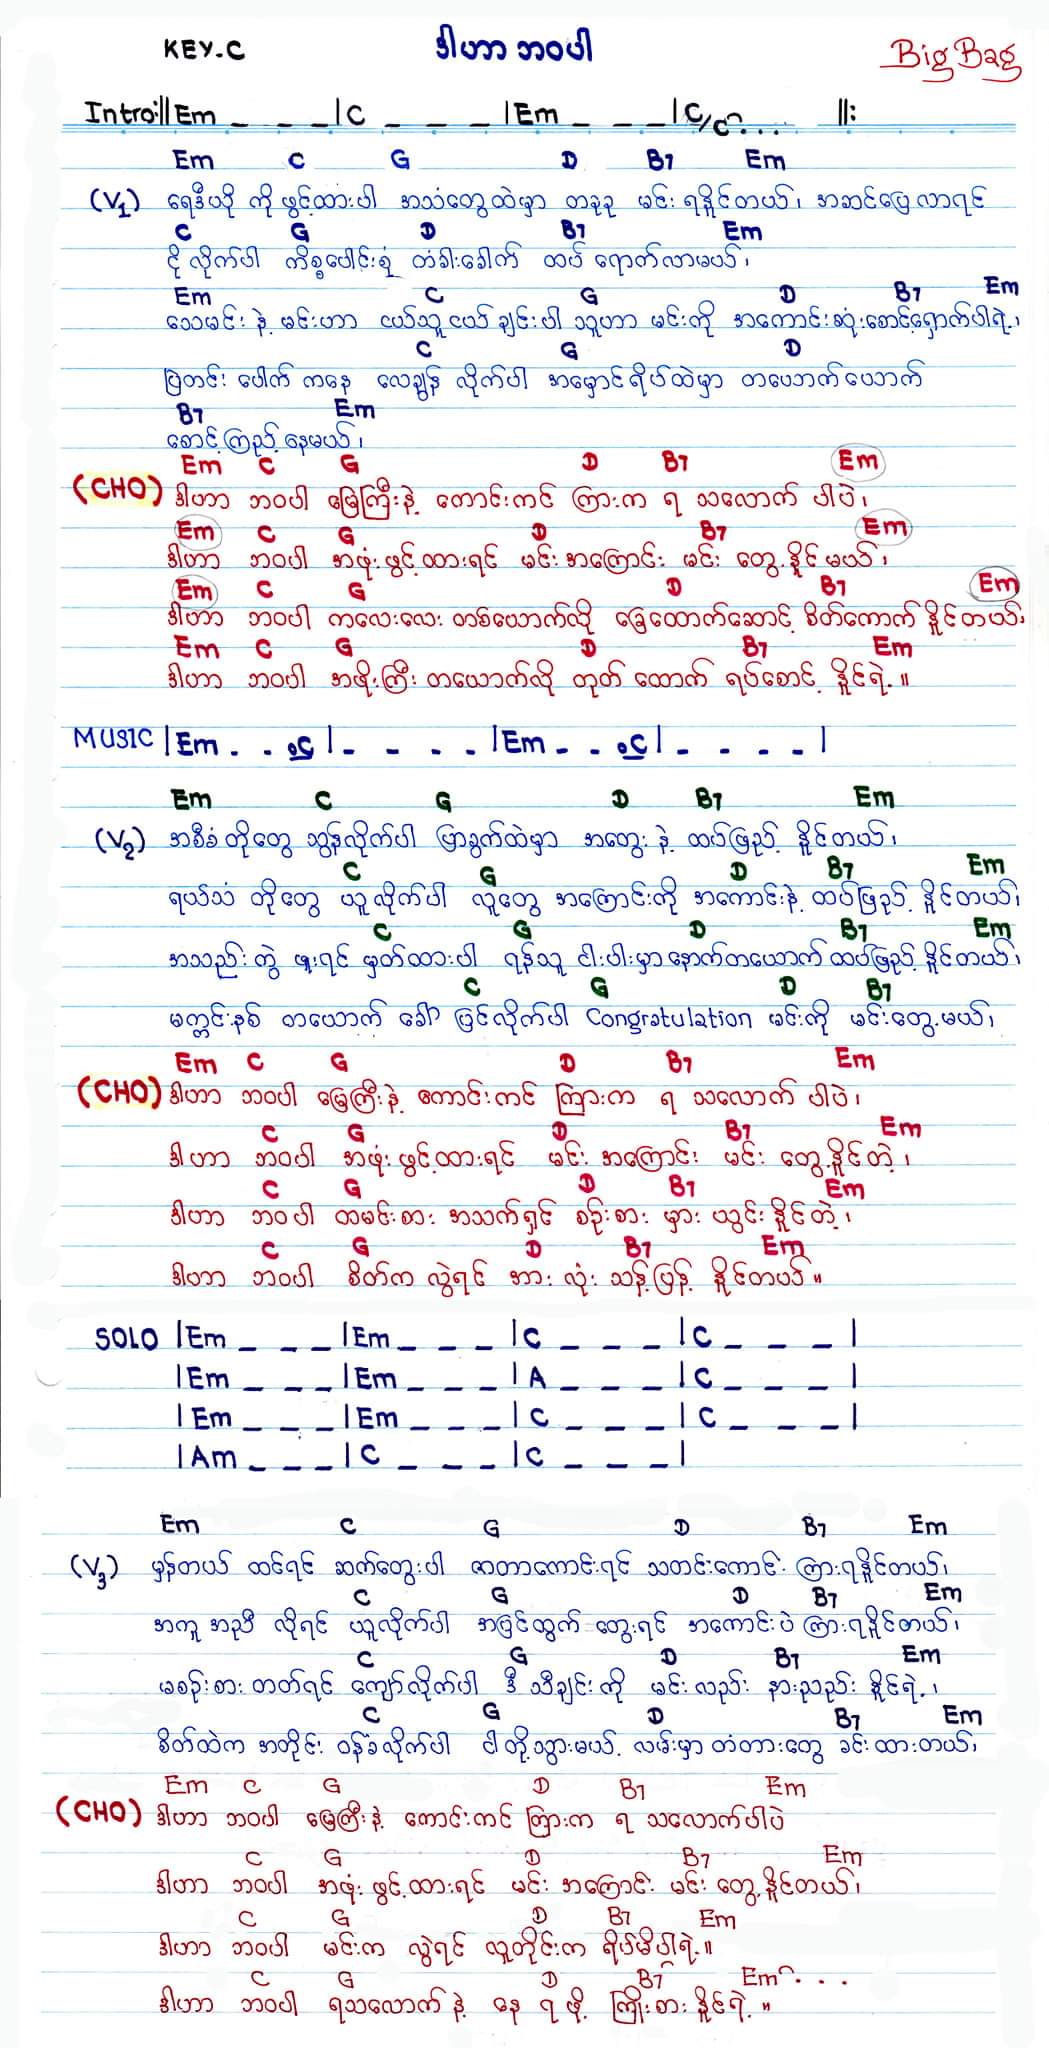 KEY-C ဒါဟာ ဘဝပါ Big Bag
Intro:|| Em _ _ _ | C _ _ _ | Em _ _ _ | C/C ... ||:
Em C G D B7 Em
(V1) ရေဒီယို ကို ဖွင့်ထားပါ အသံတွေထဲမှာ တခုခု မင်း ရနိူင်တယ်၊ အဆင်ပြေလာရင်
C G D B7 Em
ငိုလိုက်ပါ ကိစ္စပေါင်းစုံ တံခါးခေါက် ထပ် ရောက်လာမယ်၊
Em C G D B7 Em
သေမင်းနဲ့ မင်းဟာ ငယ်သူငယ်ချင်းပါ သူဟာ မင်းကို အကောင်းဆုံးစောင့်ရှောက်ပါရဲ့၊
C G D
ပြတင်းပေါက် ကနေ လေချွန် လိုက်ပါ အမှောင်ရိပ်ထဲမှာ တယောက်ယောက်
B7 Em
စောင့်ကြည့်နေမယ်၊
Em C G D B7 Em
(CHO) ဒါဟာ ဘဝပါ မြေကြီးနဲ့ ကောင်းကင် ကြားက ရ သလောက် ပါပဲ၊
Em C G D B7 Em
ဒါဟာ ဘဝပါ အဖုံးဖွင့်ထားရင် မင်းအကြောင်း မင်း တွေ့နိူင်မယ်၊
Em C G D B7 Em
ဒါဟာ ဘဝပါ ကလေးလေး တစ်ယောက်လို ခြေထောက်ဆောင့် စိတ်ကောက်နိူင်တယ်၊
Em C G D B7 Em
ဒါဟာ ဘဝပါ အဖိုးကြီး တယောက်လို တုတ် ထောက် ရပ်စောင့် နိူင်ရဲ့။
MUSIC | Em - - .C | - - - - | Em - - .C | - - - - |
Em C G D B7 Em
(V2) အစီခံတိုတွေ သွန်လိုက်ပါ ပြာခွက်ထဲမှာ အတွေးနဲ့ ထပ်ဖြည့် နိူင်တယ်၊
C G D B7 Em
ရယ်သံ တိုတွေ ယူလိုက်ပါ လူတွေ အကြောင်းကို အကောင်းနဲ့ ထပ်ဖြည့် နိူင်တယ်၊
C G D B7 Em
အသည်းကွဲ ဖူးရင် မှတ်ထားပါ ရန်သူ ငါးပါးမှာနောက်တယောက် ထပ်ဖြည့်နိူင်တယ်၊
C G D B7
မက္ကင်းနစ် တယောက် ခေါ် ပြင်လိုက်ပါ Congratulation မင်းကို မင်းတွေ့မယ်၊
Em C G D B7 Em
(CHO) ဒါဟာ ဘဝပါ မြေကြီးနဲ့ ကောင်းကင် ကြားက ရ သလောက် ပါပဲ၊
C G D B7 Em
ဒါဟာ ဘဝပါ အဖုံးဖွင့်ထားရင် မင်း အကြောင်း မင်း တွေ့နိူင်တဲ့၊
C G D B7 Em
ဒါဟာ ဘဝပါ ထမင်းစား အသက်ရှင် စဉ်းစား မှား ယွင်းနိူင်တဲ့၊
C G D B7 Em
ဒါဟာ ဘဝပါ စိတ်က လွဲရင် အား လုံး သန့်ပြန့် နိူင်တယ်။
SOLO | Em _ _ _ | Em _ _ _ | C _ _ _ | C _ _ _ |
| Em _ _ _ | Em _ _ _ | A _ _ _ | C _ _ _ |
| Em _ _ _ | Em _ _ _ | C _ _ _ | C _ _ _ |
| Am _ _ _ | C _ _ _ | C _ _ _ |
Em C G D B7 Em
(V3) မှန်တယ် ထင်ရင် ဆက်တွေးပါ ဇာတာကောင်းရင် သတင်းကောင်း ကြားရနိူင်တယ်၊
C G D B7 Em
အကူ အညီ လိုရင် ယူလိုက်ပါ အပြင်ထွက် တွေးရင် အကောင်းပဲ ကြားရနိူင်တယ်၊
C G D B7 Em
မစဉ်းစား တတ်ရင် ကျော်လိုက်ပါ ဒီ သီချင်းကို မင်းလည်း နားညည်း နိူင်ရဲ့၊
C G D B7 Em
စိတ်ထဲက အတိုင်း ဝန်ခံလိုက်ပါ ငါတို့သွားမယ့် လမ်းမှာ တံတားတွေ ခင်းထားတယ်၊
Em C G D B7 Em
(CHO) ဒါဟာ ဘဝပါ မြေကြီးနဲ့ ကောင်းကင် ကြားက ရ သလောက်ပါပဲ
C G D B7 Em
ဒါဟာ ဘဝပါ အဖုံးဖွင့်ထားရင် မင်း အကြောင်း မင်း တွေ့နိူင်တယ်၊
C G D B7 Em
ဒါဟာ ဘဝပါ မင်းက လွဲရင် လူတိုင်းက ရိပ်မိပါရဲ့။
C G D B7 Em ...
ဒါဟာ ဘဝပါ ရသလောက်နဲ့ နေ ရဖို့ ကြိုးစားနိူင်ရဲ့။